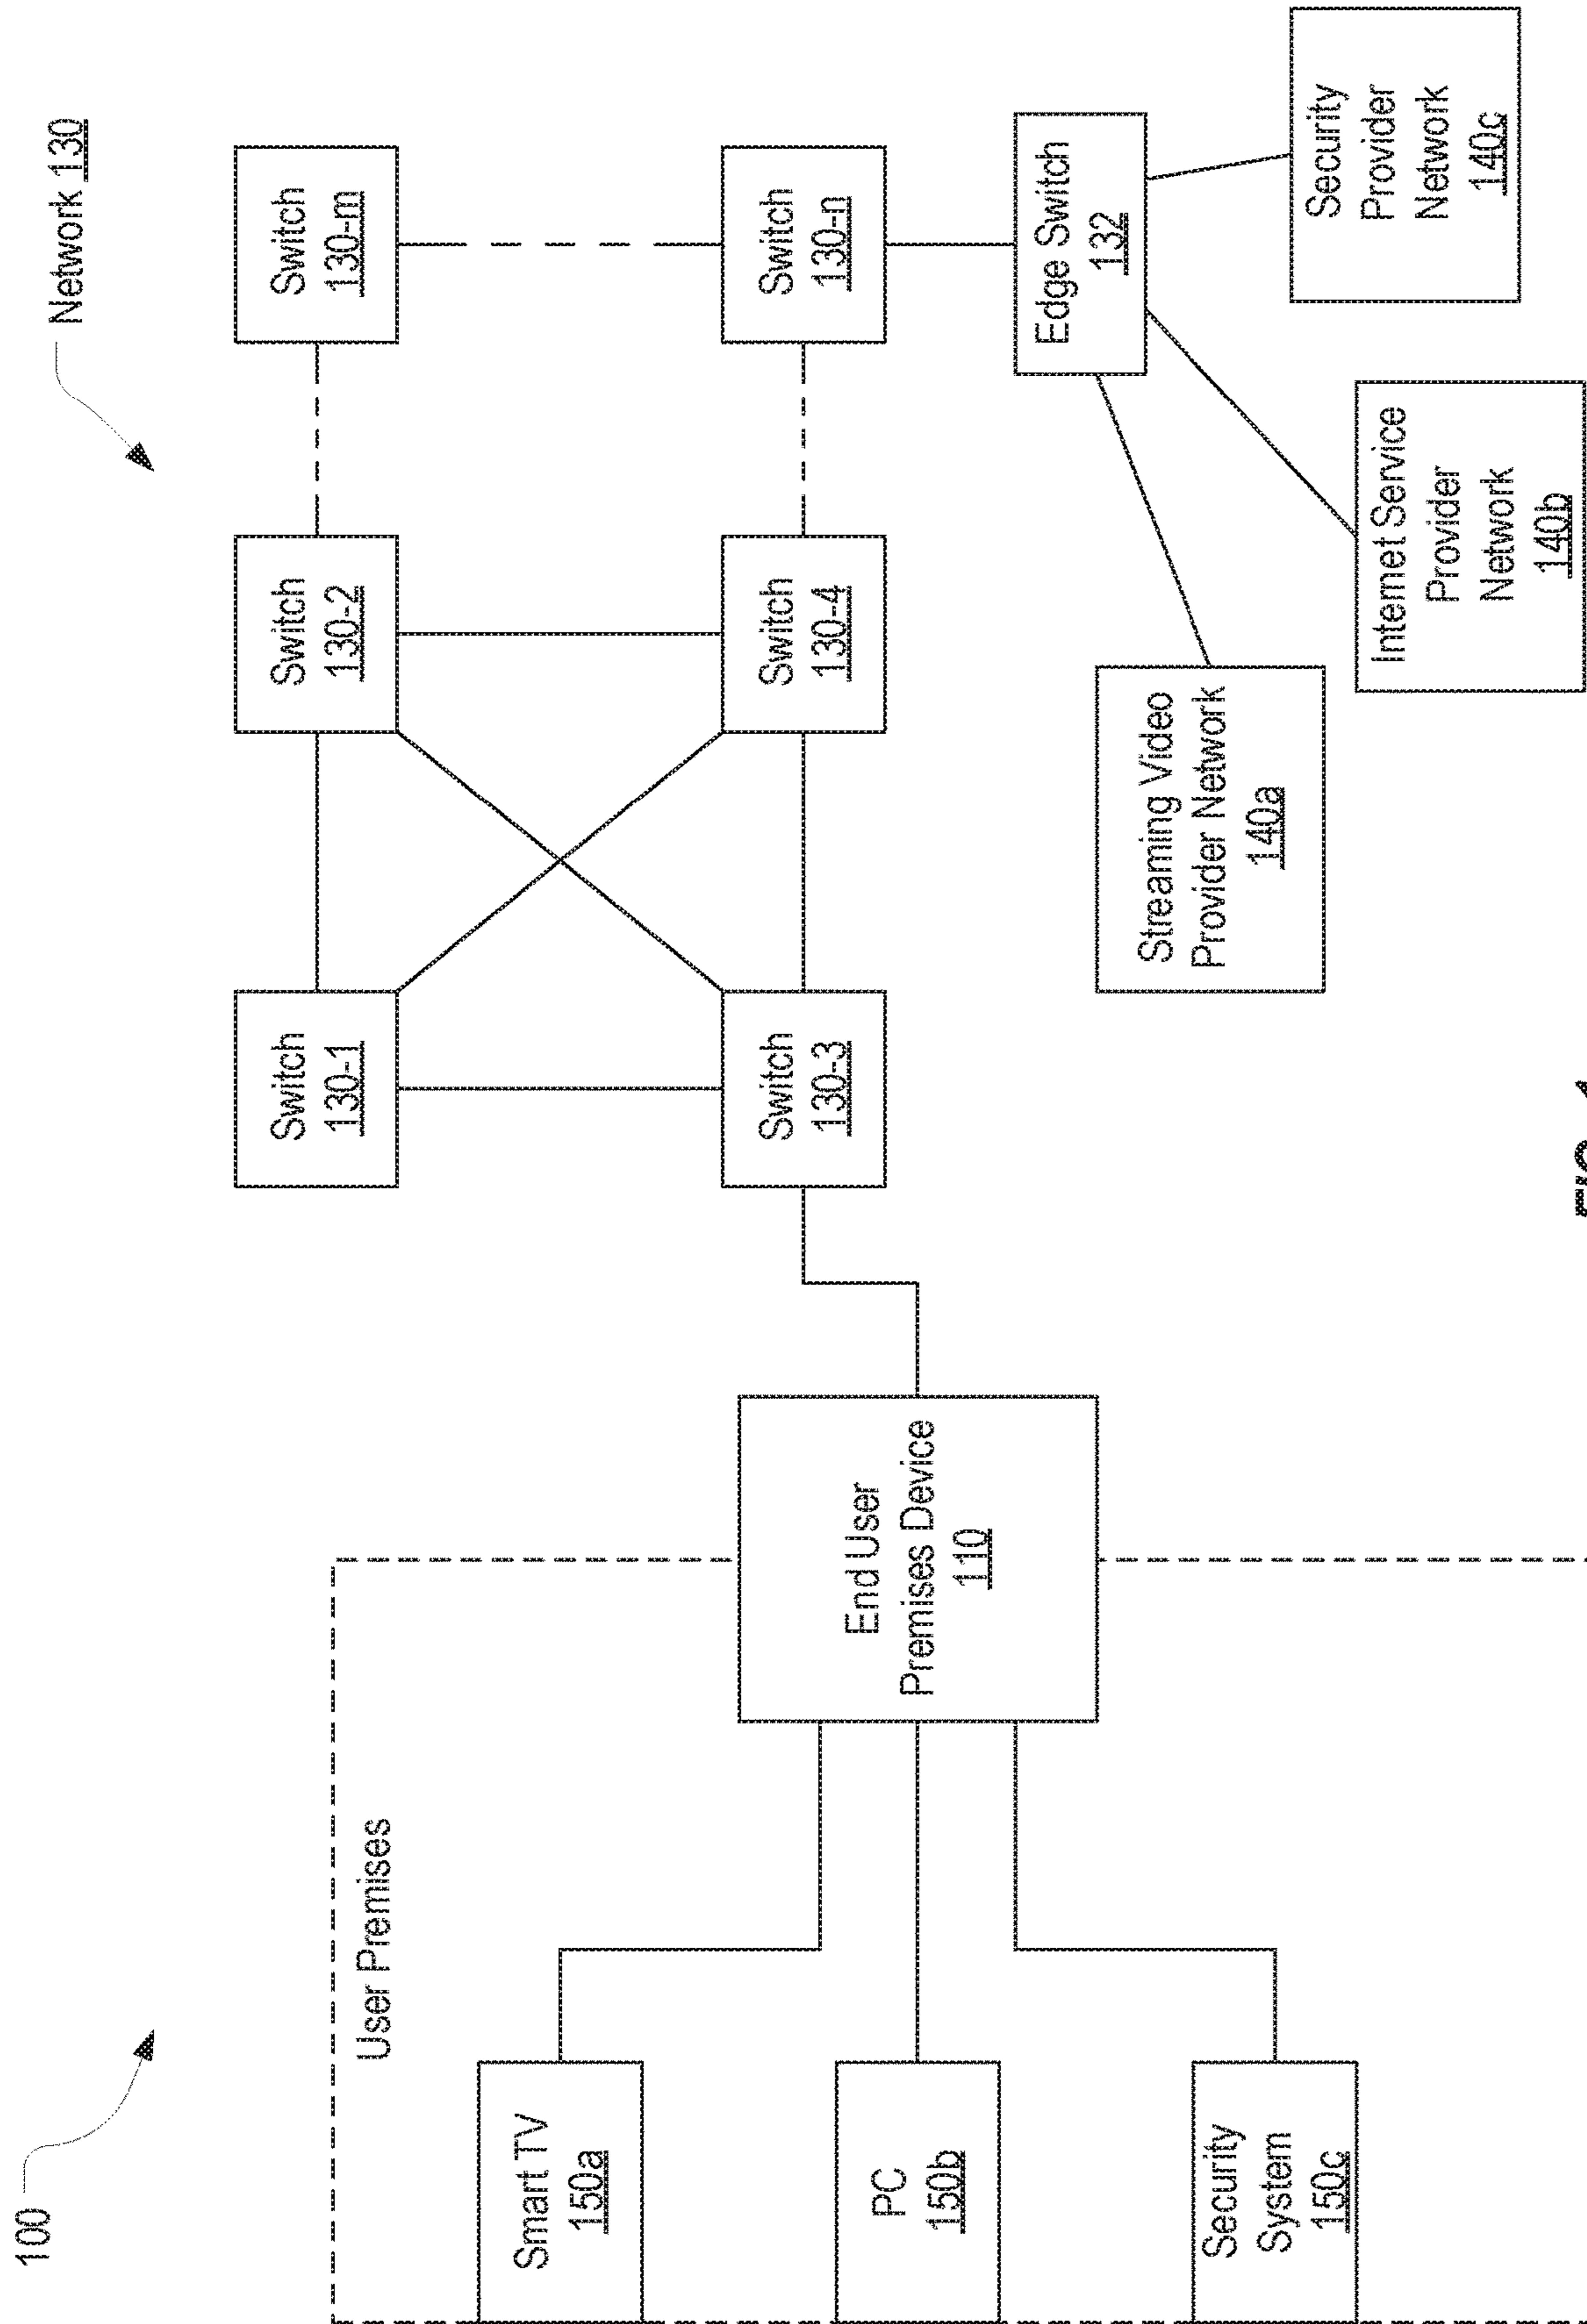 100
Network 130
User Premises
Smart TV
150a
PC
150b
Security
System
150c
End User
Premises Device
110
Switch
130-1
Switch
130-2
Switch
130-m
Switch
130-3
Switch
130-4
Switch
130-n
Edge Switch
132
Streaming Video
Provider Network
140a
Internet Service
Provider
Network
140b
Security
Provider
Network
140c